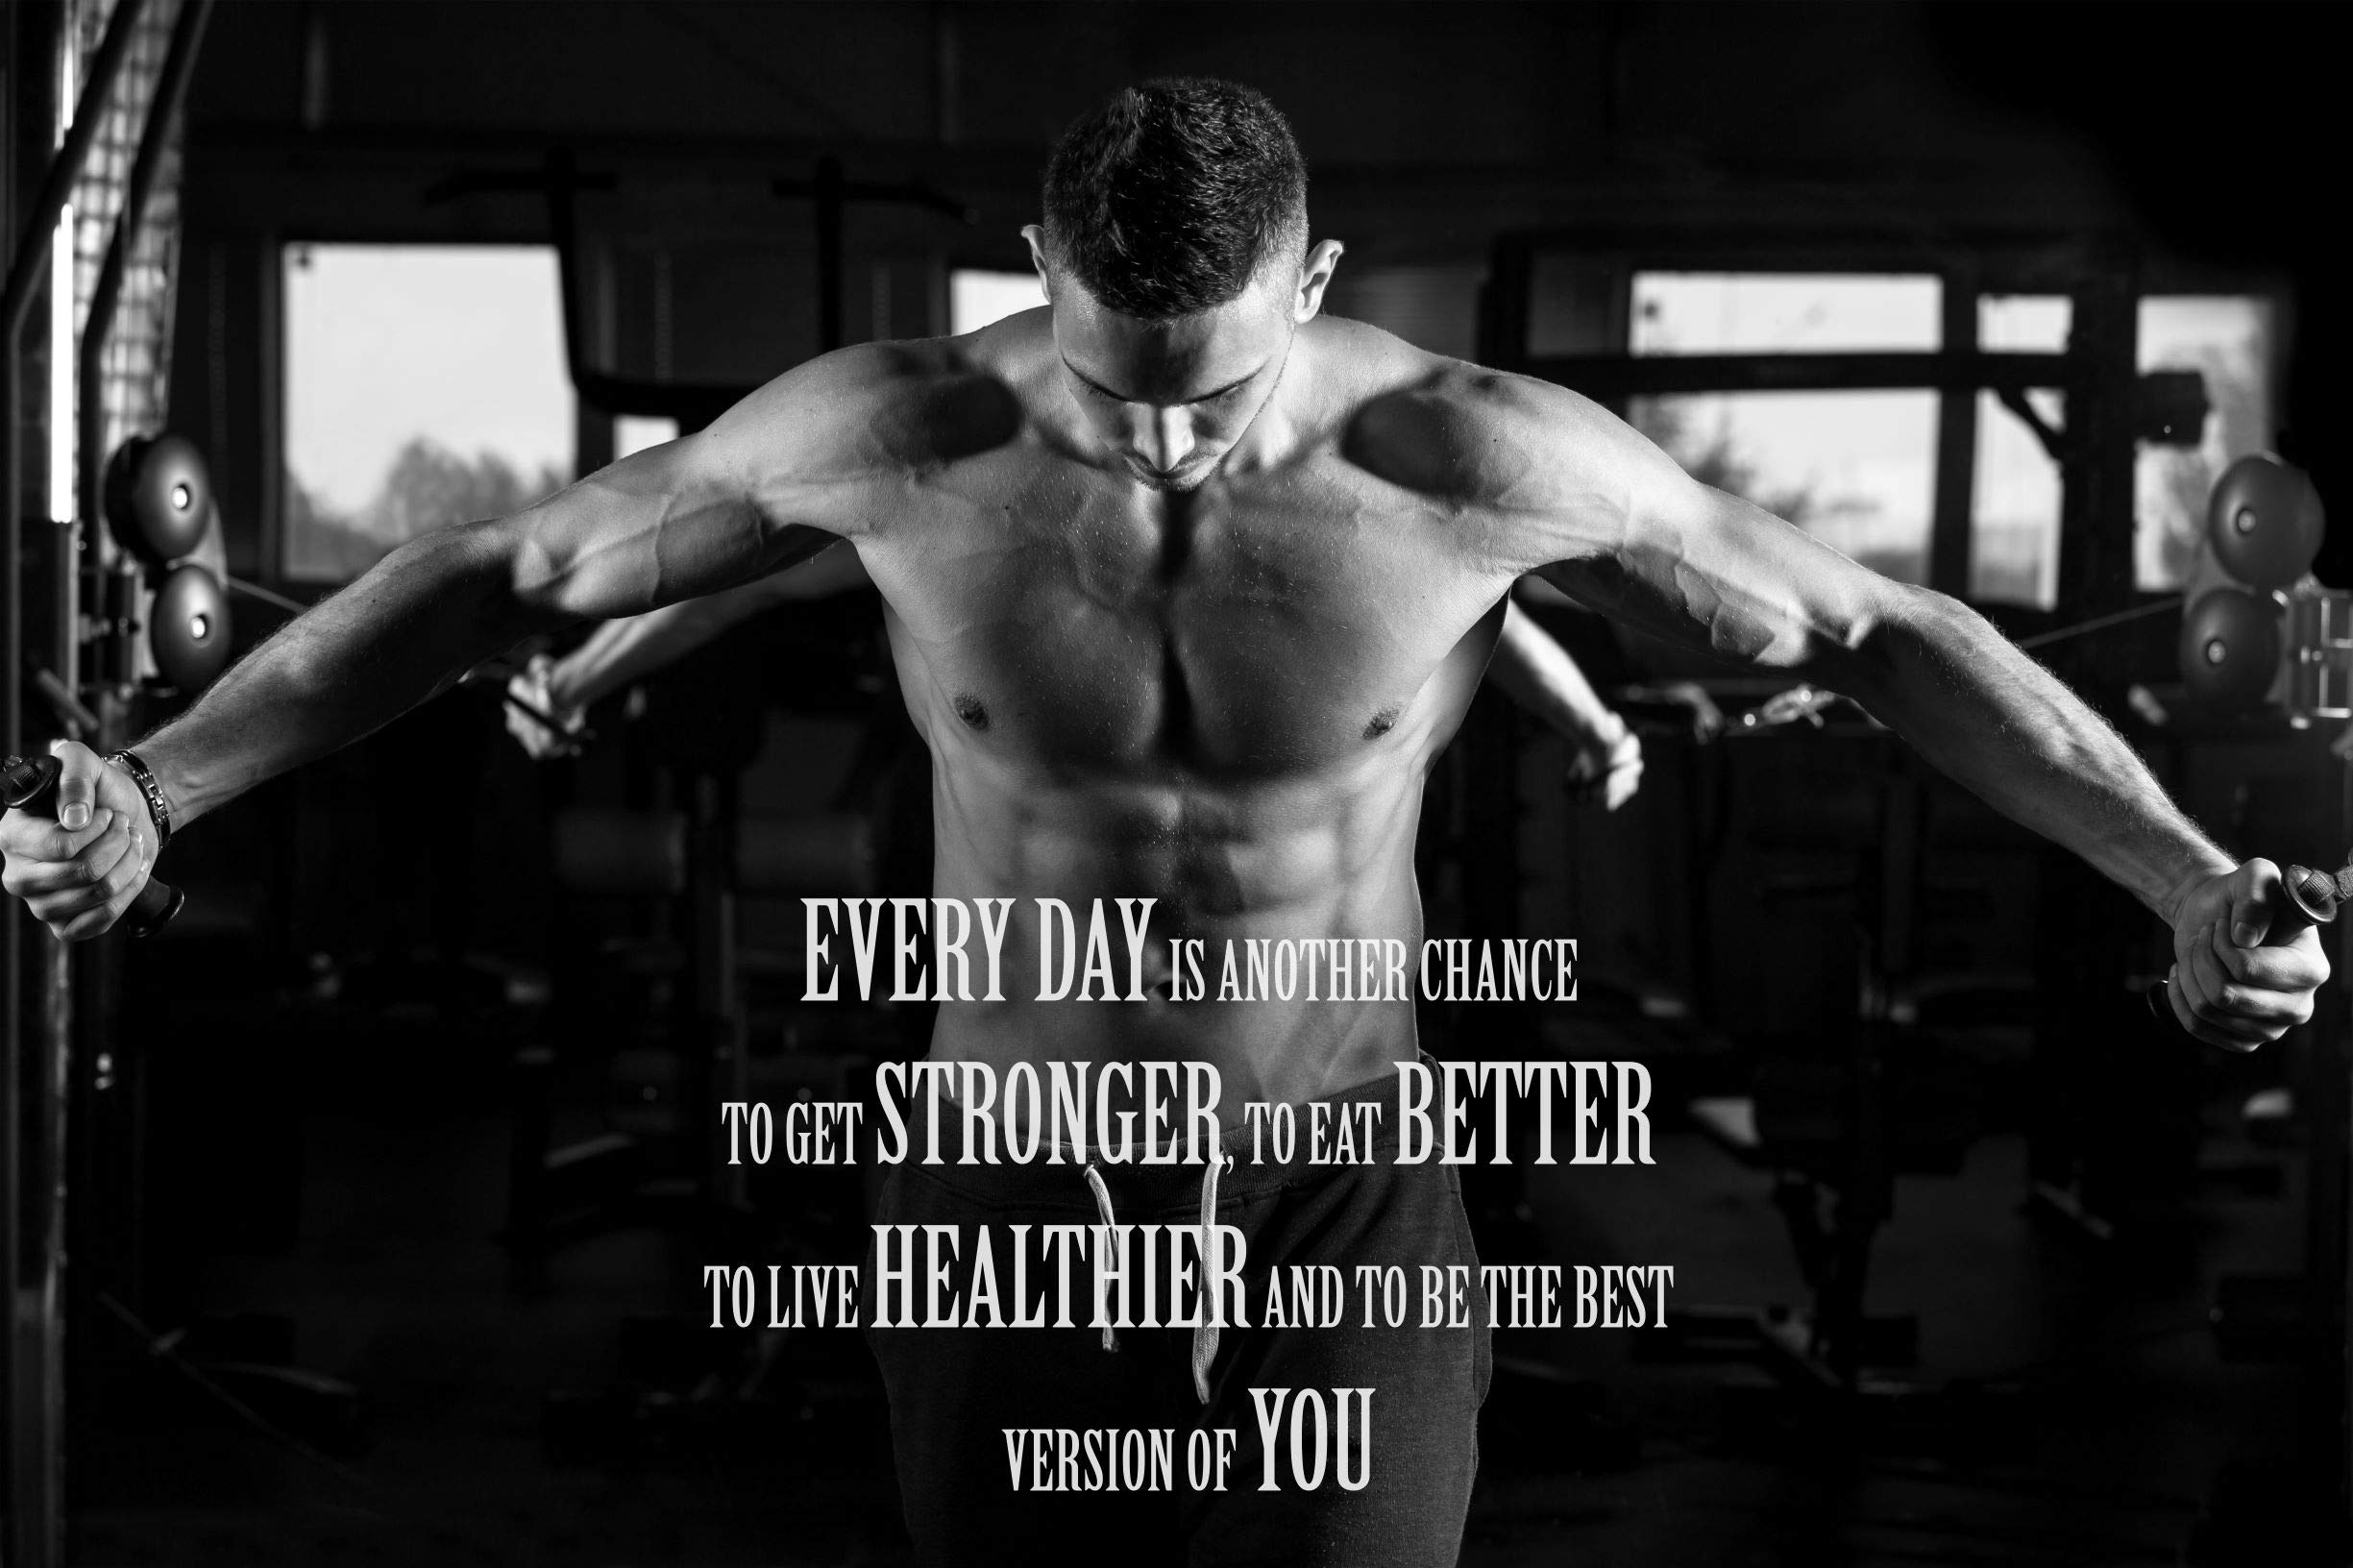 EVERY DAY IS ANOTHER CHANCE
TO GET STRONGER, TO EAT BETTER
TO LIVE HEALTHIER AND TO BE THE BEST
VERSION OF YOU